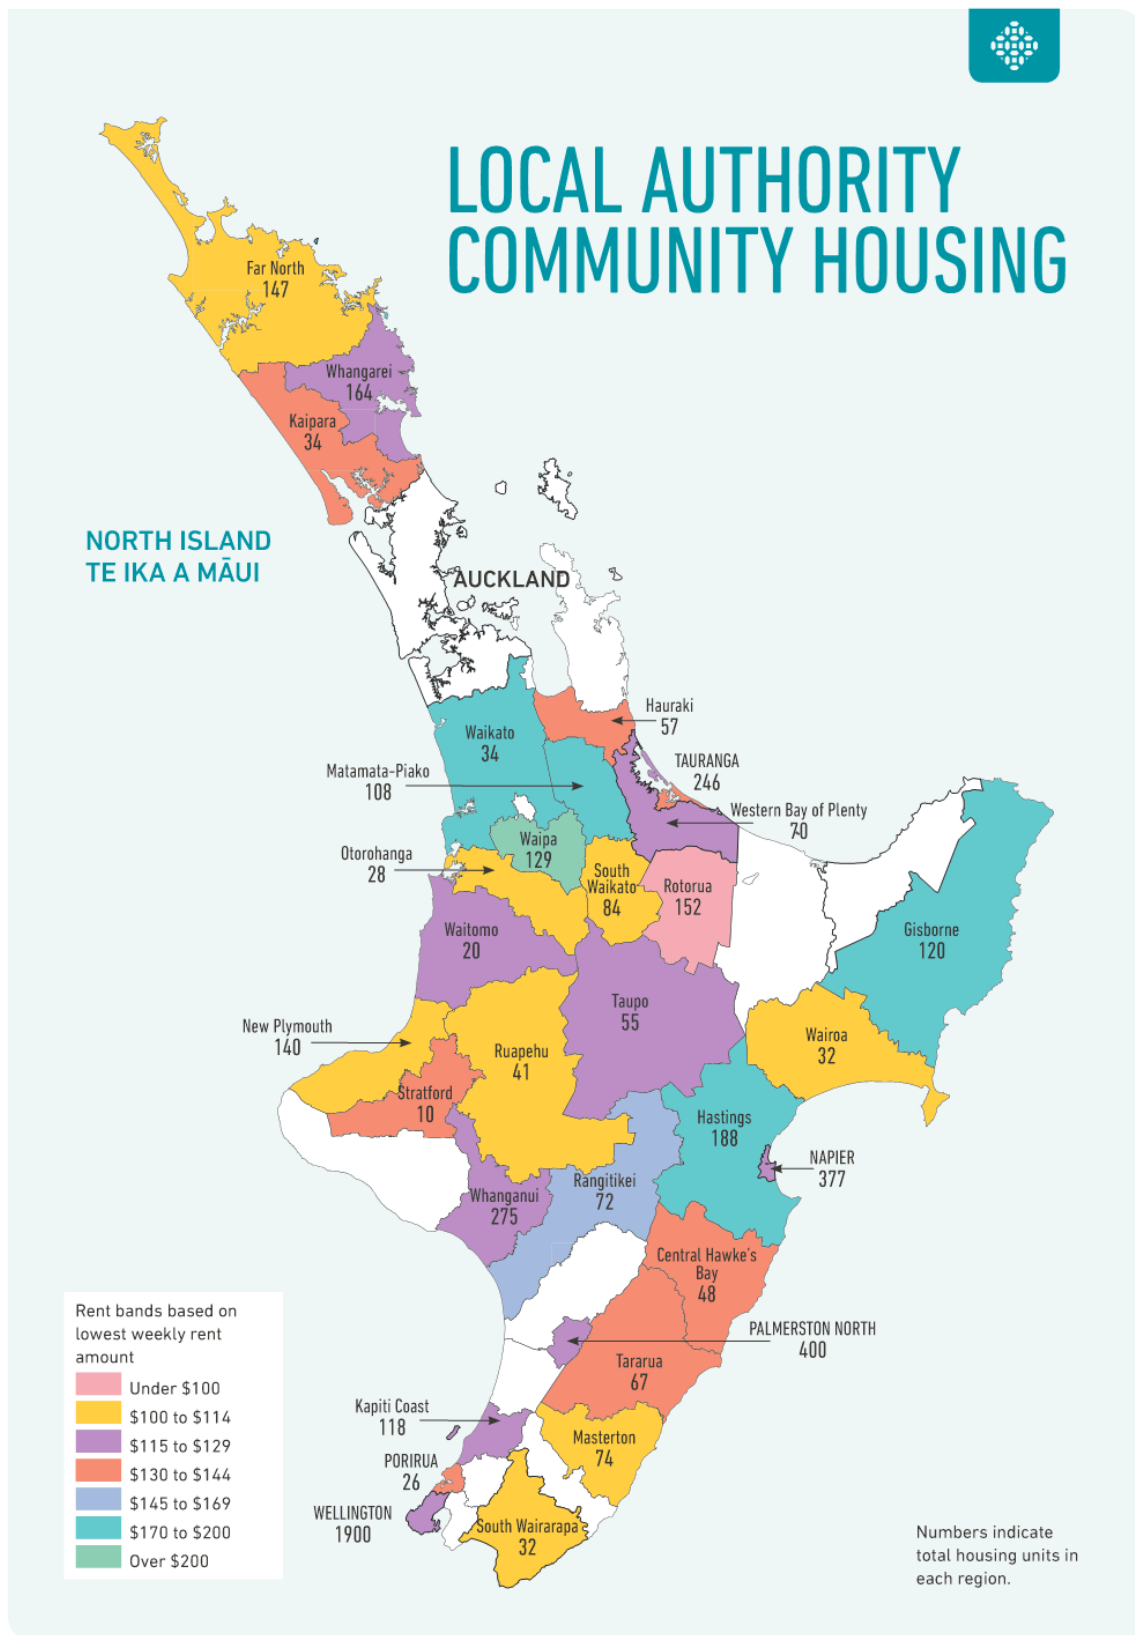 LOCAL AUTHORITY
COMMUNITY HOUSING
Far North
147
Whangarei
164
Kaipara
34
NORTH ISLAND
TE IKA A MĀUI
AUCKLAND
Hauraki
57
Waikato
34
TAURANGA
246
Matamata-Piako
108
Western Bay of Plenty
70
Waipa
129
Otorohanga
28
South
Waikato
84
Rotorua
152
Waitomo
20
Gisborne
120
Taupo
55
New Plymouth
140
Ruapehu
41
Wairoa
32
Stratford
10
Hastings
188
NAPIER
377
Rangitikei
72
Whanganui
275
Central Hawke's
Bay
48
PALMERSTON NORTH
400
Tararua
67
Kapiti Coast
118
Masterton
74
PORIRUA
26
WELLINGTON
1900
South Wairarapa
32
Rent bands based on
lowest weekly rent
amount
Under $100
$100 to $114
$115 to $129
$130 to $144
$145 to $169
$170 to $200
Over $200
Numbers indicate
total housing units in
each region.